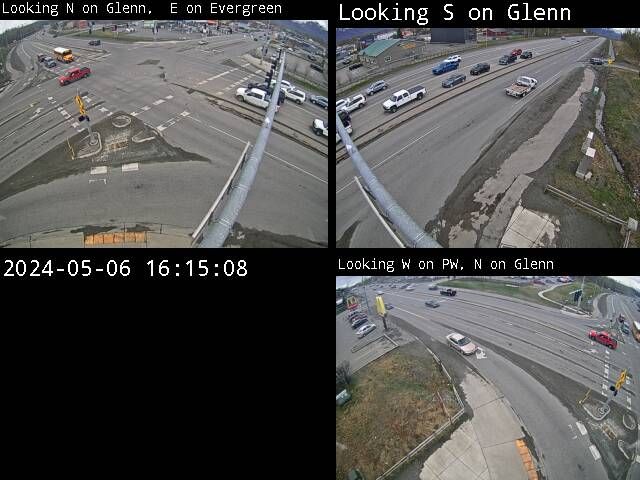 Looking N on Glenn,  E on Evergreen
Looking S on Glenn
2024-05-06 16:15:08
Looking W on PW, N on Glenn